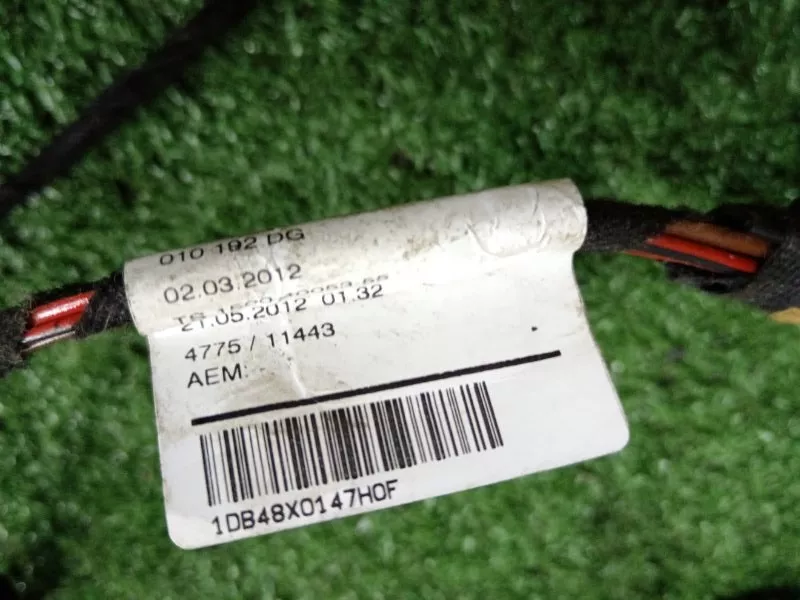 010 192 DG
02.03.2012
21.05.2012 01:32
4775 / 11443
AEM:
1DB48X0147H0F